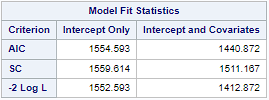 Model Fit Statistics
Criterion Intercept Only Intercept and Covariates
AIC 1554.593 1440.872
SC 1559.614 1511.167
-2 Log L 1552.593 1412.872